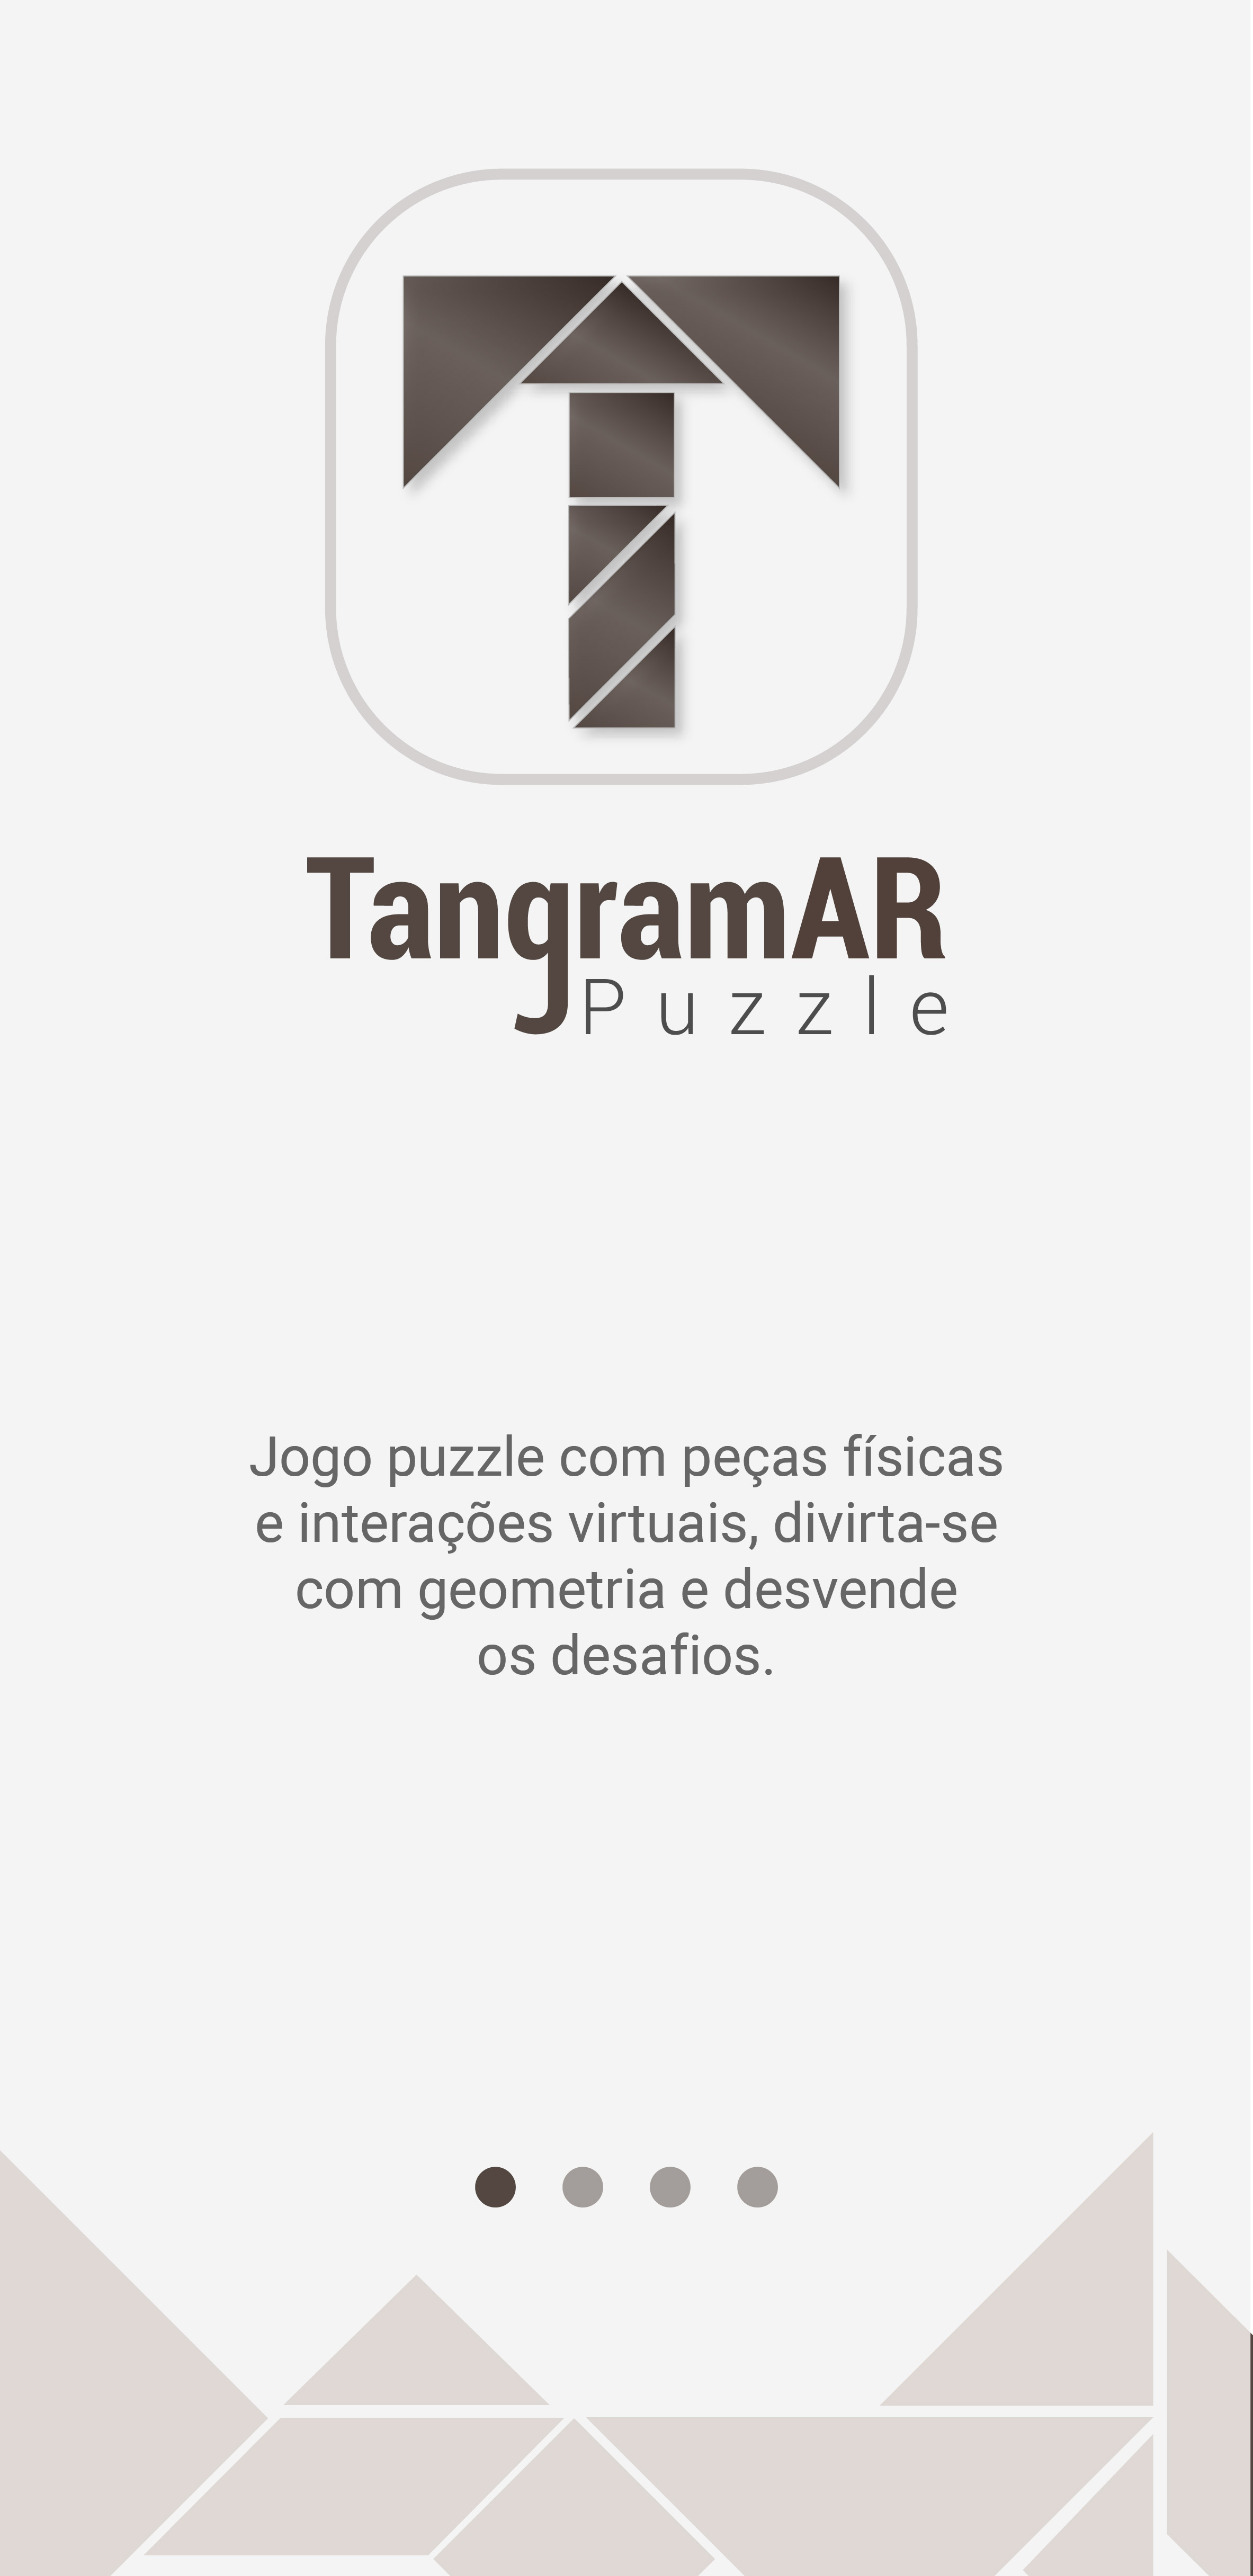 TangramAR
Puzzle
Jogo puzzle com peças físicas
e interações virtuais, divirta-se
com geometria e desvende
os desafios.